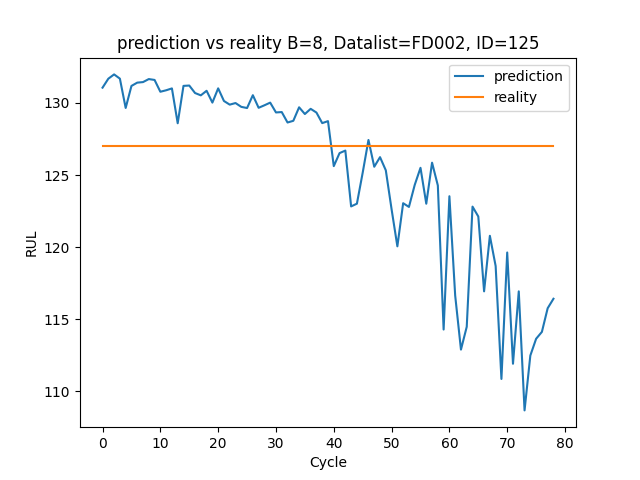 prediction vs reality B=8, Datalist=FD002, ID=125
prediction
reality
130
125
120
115
110
RUL
0 10 20 30 40 50 60 70 80
Cycle